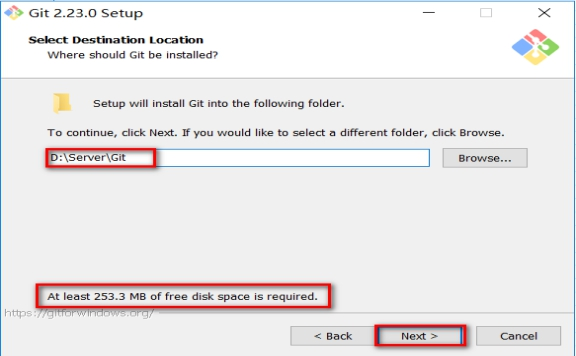 Git 2.23.0 Setup
Select Destination Location
Where should Git be installed?
Setup will install Git into the following folder.
To continue, click Next. If you would like to select a different folder, click Browse.
D:\Server\Git
Browse...
At least 253.3 MB of free disk space is required.
https://gitforwindows.org/
< Back
Next >
Cancel